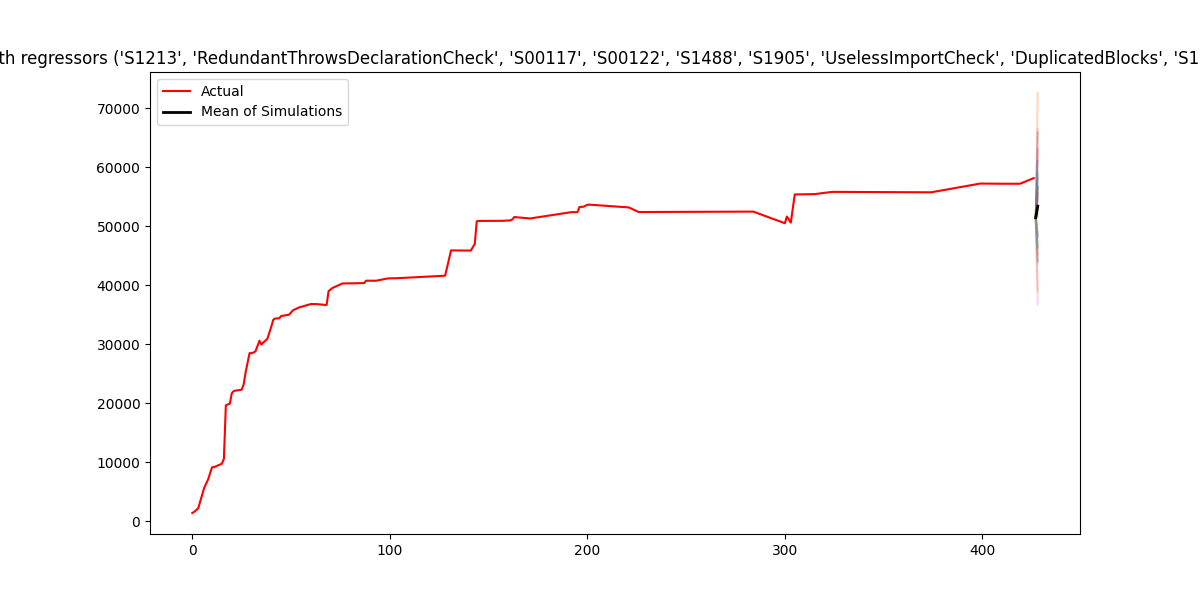 th regressors ('S1213', 'RedundantThrowsDeclarationCheck', 'S00117', 'S00122', 'S1488', 'S1905', 'UselessImportCheck', 'DuplicatedBlocks', 'S1
Actual
Mean of Simulations
70000
60000
50000
40000
30000
20000
10000
0
0 100 200 300 400